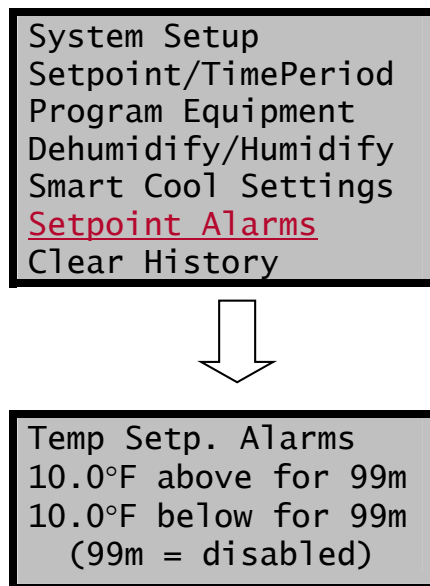 System Setup
Setpoint/TimePeriod
Program Equipment
Dehumidify/Humidify
Smart Cool Settings
Setpoint Alarms
Clear History
Temp Setp. Alarms
10.0°F above for 99m
10.0°F below for 99m
(99m = disabled)